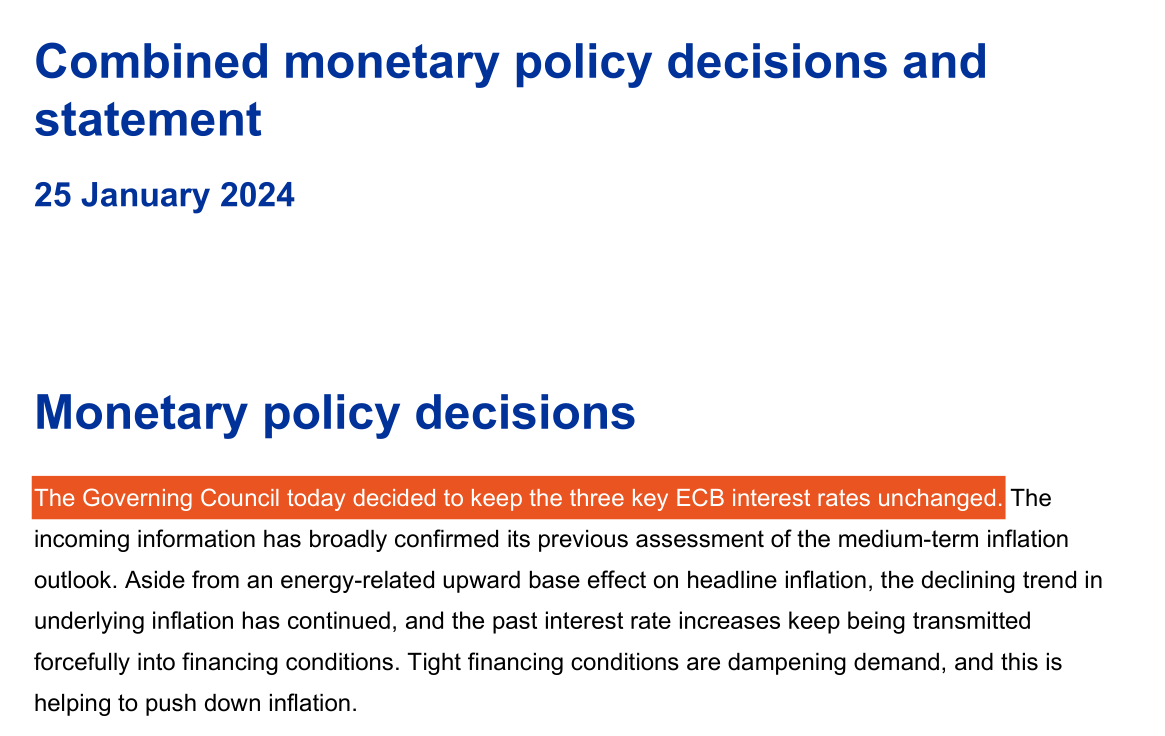 Combined monetary policy decisions and
statement
25 January 2024
Monetary policy decisions
The Governing Council today decided to keep the three key ECB interest rates unchanged. The
incoming information has broadly confirmed its previous assessment of the medium-term inflation
outlook. Aside from an energy-related upward base effect on headline inflation, the declining trend in
underlying inflation has continued, and the past interest rate increases keep being transmitted
forcefully into financing conditions. Tight financing conditions are dampening demand, and this is
helping to push down inflation.